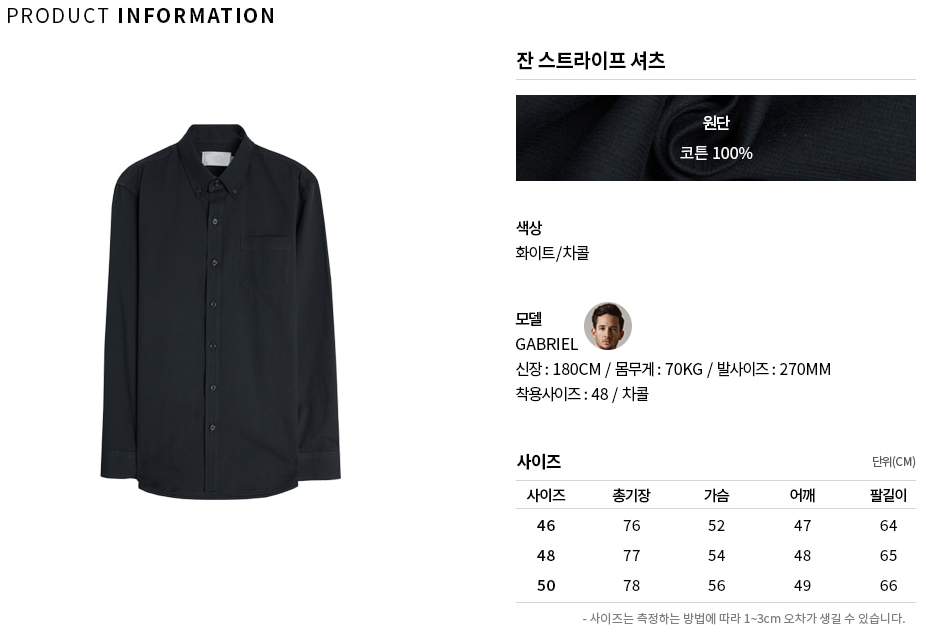 PRODUCT INFORMATION
잔 스트라이프 셔츠
원단
코튼 100%
색상
화이트/차콜
모델
GABRIEL
신장 : 180CM / 몸무게 : 70KG / 발사이즈 : 270MM
착용사이즈 : 48 / 차콜
사이즈 단위(CM)
사이즈 총기장 가슴 어깨 팔길이
46 76 52 47 64
48 77 54 48 65
50 78 56 49 66
- 사이즈는 측정하는 방법에 따라 1~3cm 오차가 생길 수 있습니다.